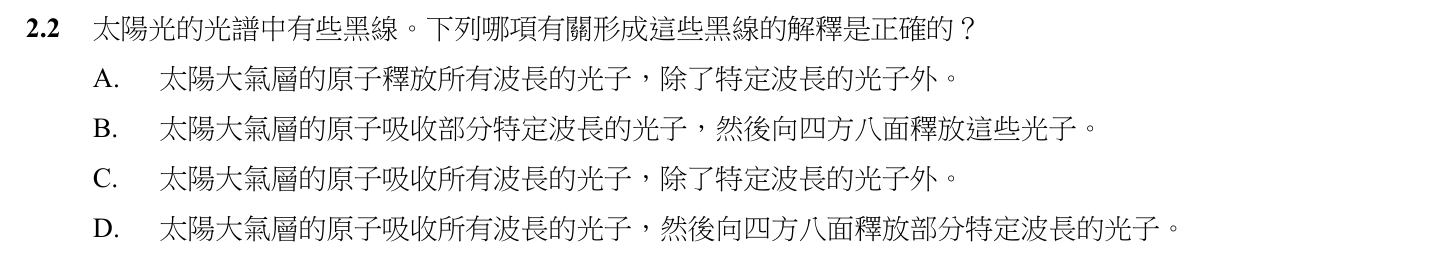 2.2 太陽光的光譜中有些黑線。下列哪項有關形成這些黑線的解釋是正確的？
A. 太陽大氣層的原子釋放所有波長的光子，除了特定波長的光子外。
B. 太陽大氣層的原子吸收部分特定波長的光子，然後向四方八面釋放這些光子。
C. 太陽大氣層的原子吸收所有波長的光子，除了特定波長的光子外。
D. 太陽大氣層的原子吸收所有波長的光子，然後向四方八面釋放部分特定波長的光子。